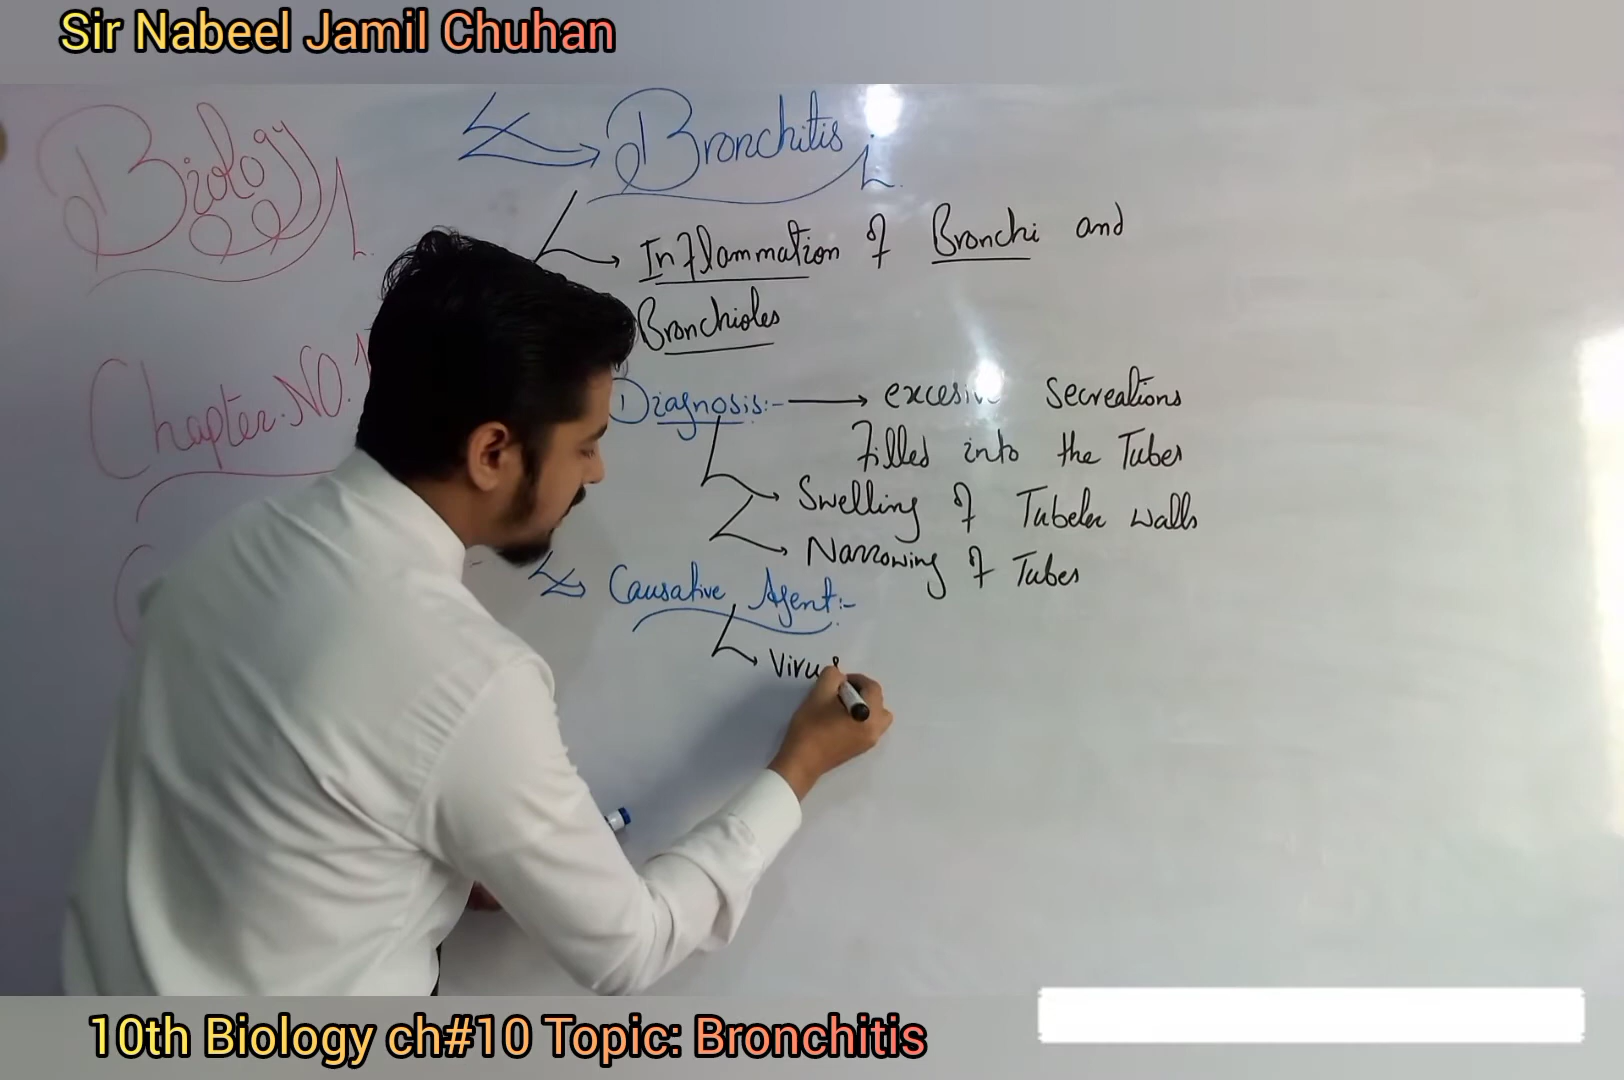 Sir Nabeel Jamil Chuhan
Biology
Bronchitis
Inflammation of Bronchi and
Bronchioles
Chapter.NO.
Diagnosis:- excesive secreations
Filled into the Tubes
Swelling of Tubeler walls
Narrowing of Tubes
Causative Agent:-
Virus
10th Biology ch#10 Topic: Bronchitis